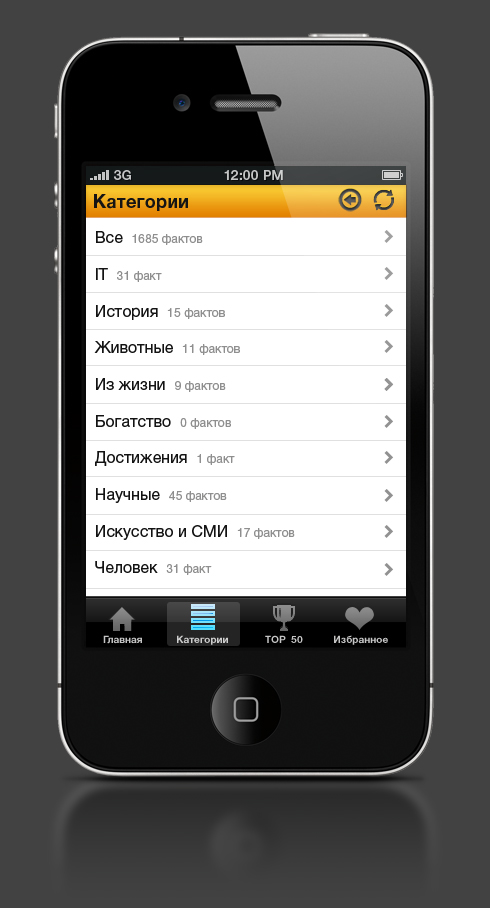 3G 12:00 PM
Категории
Все 1685 фактов
IT 31 факт
История 15 фактов
Животные 11 фактов
Из жизни 9 фактов
Богатство 0 фактов
Достижения 1 факт
Научные 45 фактов
Искусство и СМИ 17 фактов
Человек 31 факт
Главная Категории TOP 50 Избранное